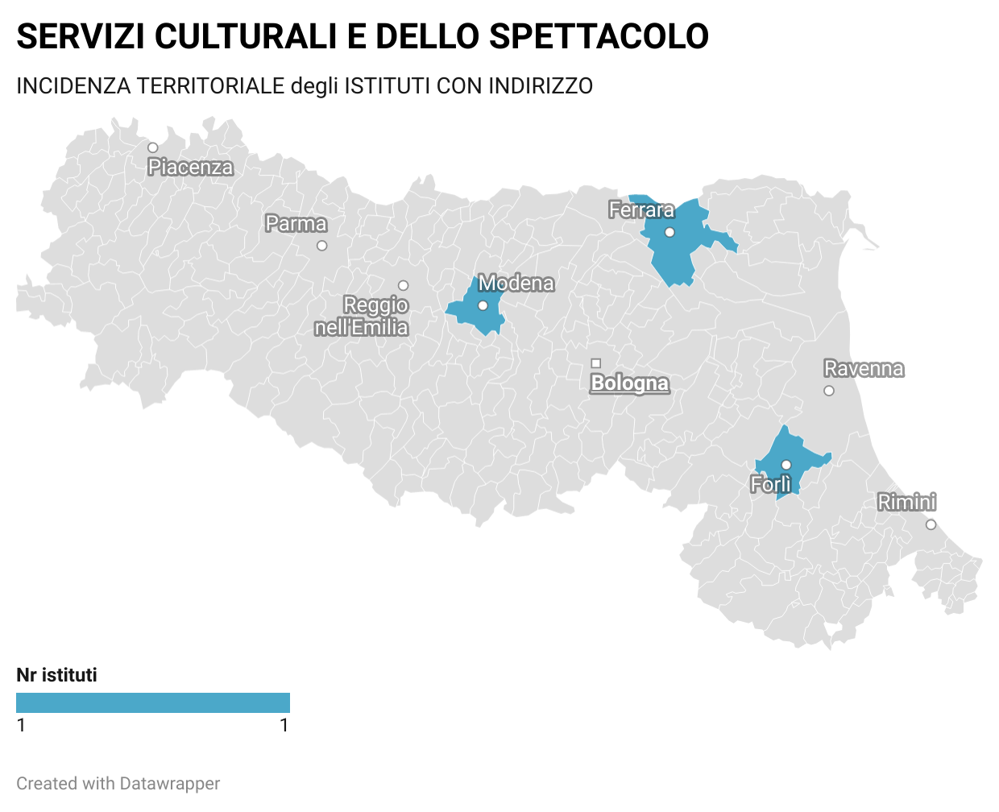 SERVIZI CULTURALI E DELLO SPETTACOLO
INCIDENZA TERRITORIALE degli ISTITUTI CON INDIRIZZO
Piacenza
Ferrara
Parma
Modena
Reggio
nell'Emilia
Ravenna
Bologna
Forlì
Rimini
Nr istituti
1 1
Created with Datawrapper